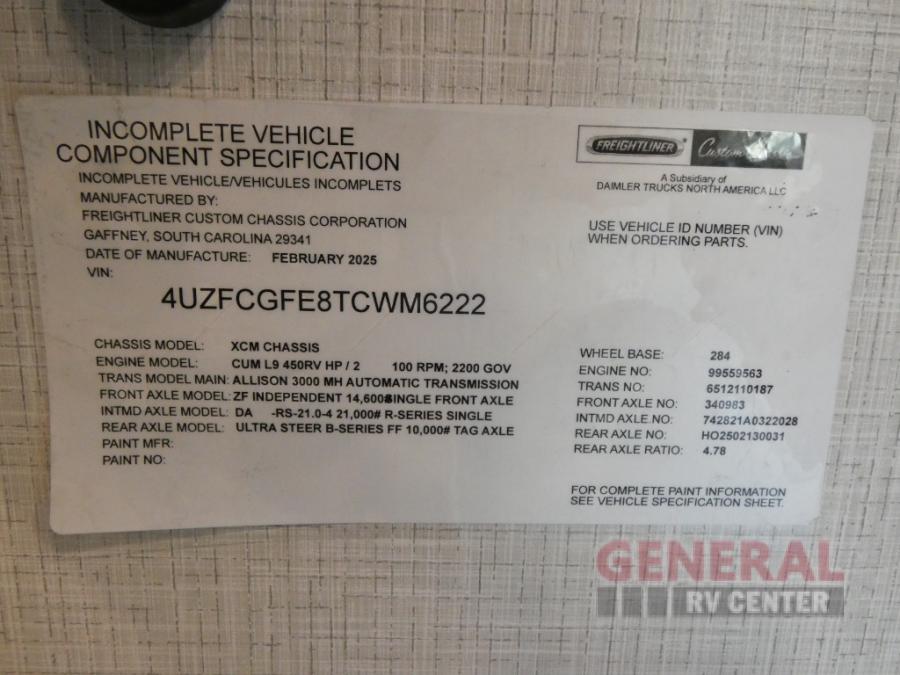 INCOMPLETE VEHICLE
COMPONENT SPECIFICATION
INCOMPLETE VEHICLE/VEHICULES INCOMPLETS
MANUFACTURED BY:
FREIGHTLINER CUSTOM CHASSIS CORPORATION
GAFFNEY, SOUTH CAROLINA 29341
DATE OF MANUFACTURE: FEBRUARY 2025
VIN:
4UZFCGFE8TCWM6222
FREIGHTLINER
A Subsidiary of
DAIMLER TRUCKS NORTH AMERICA LLC
USE VEHICLE ID NUMBER (VIN)
WHEN ORDERING PARTS.
CHASSIS MODEL: XCM CHASSIS
ENGINE MODEL: CUM L9 450RV HP / 2 100 RPM; 2200 GOV
TRANS MODEL MAIN: ALLISON 3000 MH AUTOMATIC TRANSMISSION
FRONT AXLE MODEL: ZF INDEPENDENT 14,600# SINGLE FRONT AXLE
INTMD AXLE MODEL: DA -RS-21.0-4 21,000# R-SERIES SINGLE
REAR AXLE MODEL: ULTRA STEER B-SERIES FF 10,000# TAG AXLE
PAINT MFR:
PAINT NO:
WHEEL BASE: 284
ENGINE NO: 99559563
TRANS NO: 6512110187
FRONT AXLE NO: 340983
INTMD AXLE NO: 742821A0322028
REAR AXLE NO: HO2502130031
REAR AXLE RATIO: 4.78
FOR COMPLETE PAINT INFORMATION
SEE VEHICLE SPECIFICATION SHEET.
GENERAL
RV CENTER